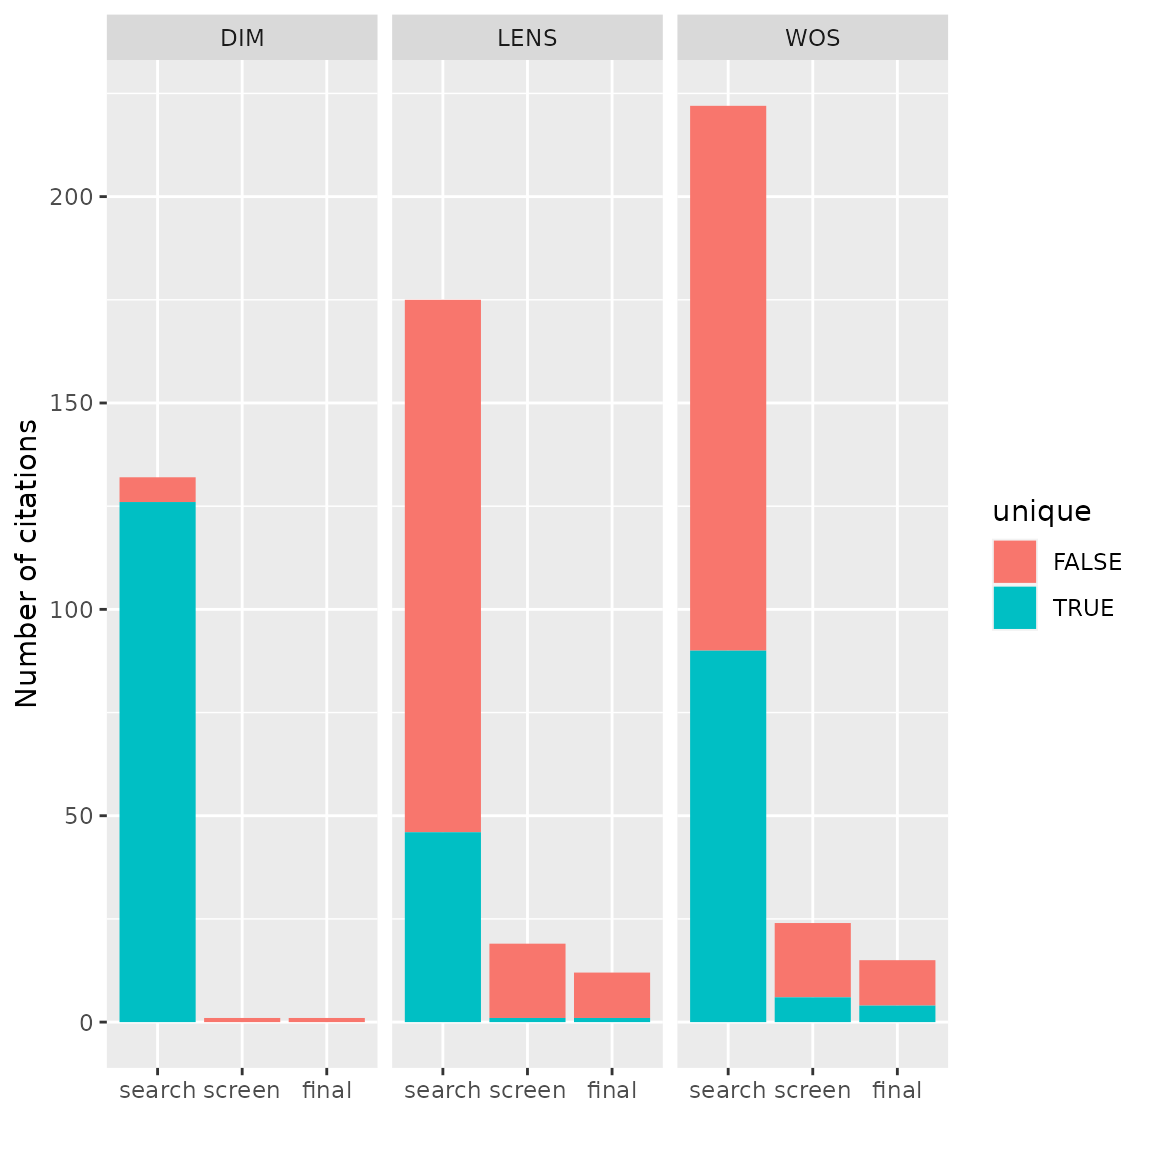 DIM LENS WOS
Number of citations
200
150
100
50
0
search screen final search screen final search screen final
unique
FALSE
TRUE